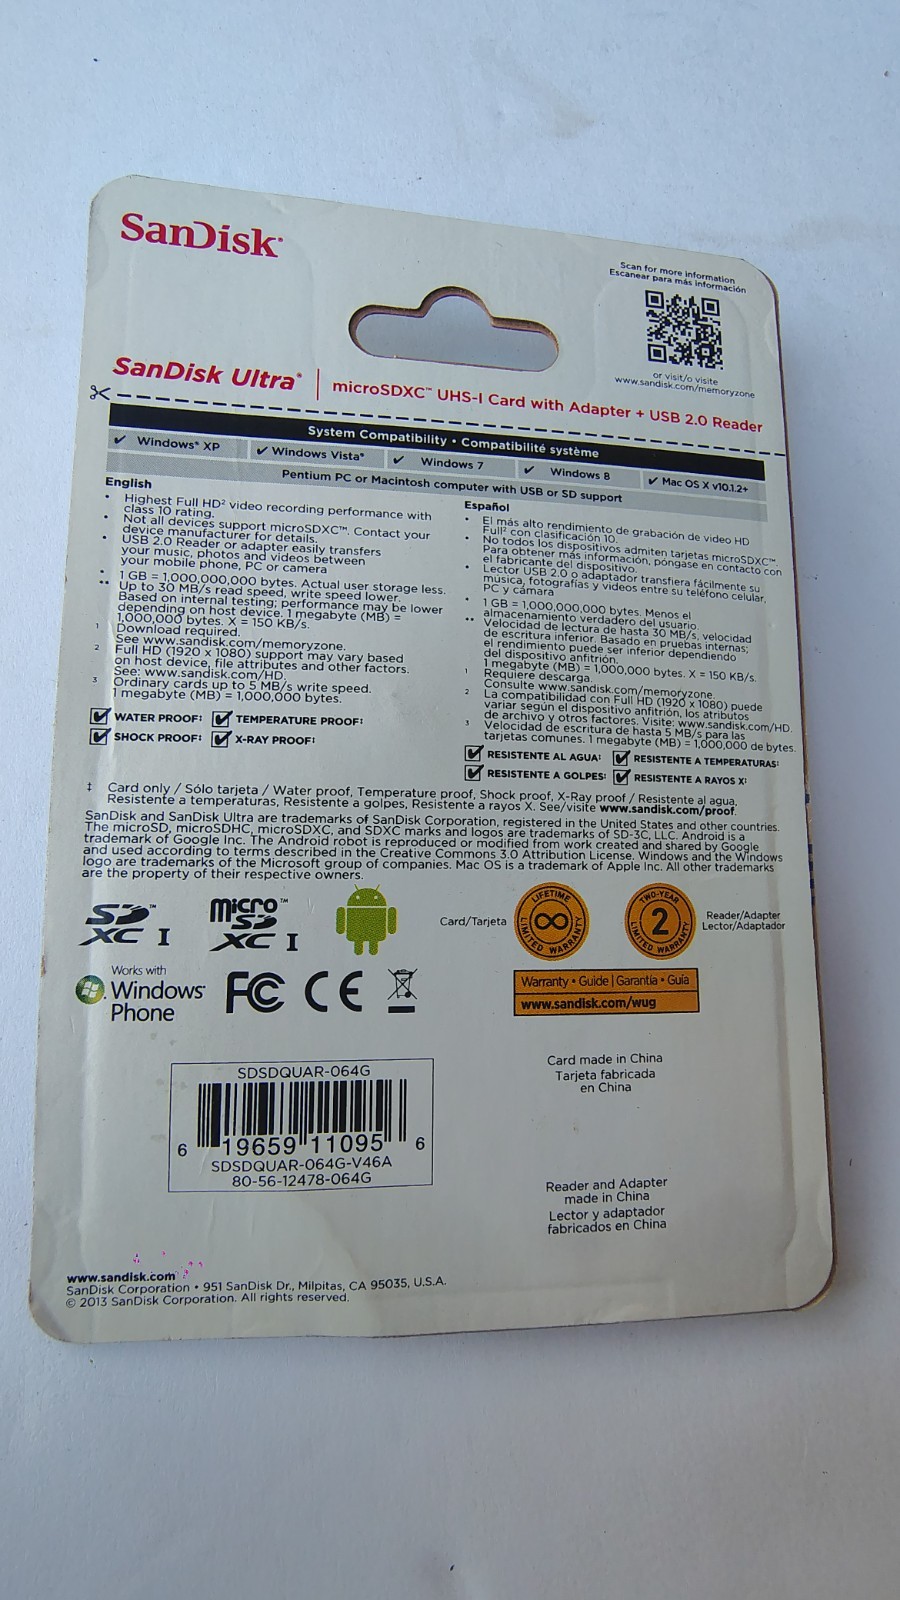 SanDisk®
Scan for more information
Escanear para más información
or visit/o visite
www.sandisk.com/memoryzone
SanDisk Ultra® | microSDXC™ UHS-I Card with Adapter + USB 2.0 Reader
System Compatibility • Compatibilité système
✔ Windows® XP ✔ Windows Vista® ✔ Windows 7 ✔ Windows 8 ✔ Mac OS X v10.1.2+
Pentium PC or Macintosh computer with USB or SD support
English
• Highest Full HD² video recording performance with
class 10 rating.
• Not all devices support microSDXC™. Contact your
device manufacturer for details.
• USB 2.0 Reader or adapter easily transfers
your music, photos and videos between
your mobile phone, PC or camera
• 1 GB = 1,000,000,000 bytes. Actual user storage less.
•• Up to 30 MB/s read speed, write speed lower.
Based on internal testing; performance may be lower
depending on host device. 1 megabyte (MB) =
1,000,000 bytes. X = 150 KB/s.
1 Download required.
See www.sandisk.com/memoryzone.
2 Full HD (1920 x 1080) support may vary based
on host device, file attributes and other factors.
See: www.sandisk.com/HD.
3 Ordinary cards up to 5 MB/s write speed.
1 megabyte (MB) = 1,000,000 bytes.
WATER PROOF‡ TEMPERATURE PROOF‡
SHOCK PROOF‡ X-RAY PROOF‡
Español
• El más alto rendimiento de grabación de video HD
Full² con clasificación 10.
• No todos los dispositivos admiten tarjetas microSDXC™.
Para obtener más información, póngase en contacto con
el fabricante del dispositivo.
• Lector USB 2.0 o adaptador transfiera fácilmente su
música, fotografías y videos entre su teléfono celular,
PC y cámara
• 1 GB = 1,000,000,000 bytes. Menos el
almacenamiento verdadero del usuario.
•• Velocidad de lectura de hasta 30 MB/s, velocidad
de escritura inferior. Basado en pruebas internas;
el rendimiento puede ser inferior dependiendo
del dispositivo anfitrión.
1 megabyte (MB) = 1,000,000 bytes. X = 150 KB/s.
1 Requiere descarga.
Consulte www.sandisk.com/memoryzone.
2 La compatibilidad con Full HD (1920 x 1080) puede
variar según el dispositivo anfitrión, los atributos
de archivo y otros factores. Visite: www.sandisk.com/HD.
3 Velocidad de escritura de hasta 5 MB/s para las
tarjetas comunes. 1 megabyte (MB) = 1,000,000 de bytes.
RESISTENTE AL AGUA‡ RESISTENTE A TEMPERATURAS‡
RESISTENTE A GOLPES‡ RESISTENTE A RAYOS X‡
‡ Card only / Sólo tarjeta / Water proof, Temperature proof, Shock proof, X-Ray proof / Resistente al agua,
Resistente a temperaturas, Resistente a golpes, Resistente a rayos X. See/visite www.sandisk.com/proof.
SanDisk and SanDisk Ultra are trademarks of SanDisk Corporation, registered in the United States and other countries.
The microSD, microSDHC, microSDXC, and SDXC marks and logos are trademarks of SD-3C, LLC. Android is a
trademark of Google Inc. The Android robot is reproduced or modified from work created and shared by Google
and used according to terms described in the Creative Commons 3.0 Attribution License. Windows and the Windows
logo are trademarks of the Microsoft group of companies. Mac OS is a trademark of Apple Inc. All other trademarks
are the property of their respective owners.
SD™ XC I
Micro™ SD XC I
Card/Tarjeta
LIFETIME LIMITED WARRANTY
TWO-YEAR 2 LIMITED WARRANTY
Reader/Adapter
Lector/Adaptador
Works with
Windows®
Phone
FC CE
Warranty • Guide | Garantía • Guía
www.sandisk.com/wug
SDSDQUAR-064G
6 19659 11095 6
SDSDQUAR-064G-V46A
80-56-12478-064G
Card made in China
Tarjeta fabricada
en China
Reader and Adapter
made in China
Lector y adaptador
fabricados en China
www.sandisk.com
SanDisk Corporation • 951 SanDisk Dr., Milpitas, CA 95035, U.S.A.
© 2013 SanDisk Corporation. All rights reserved.